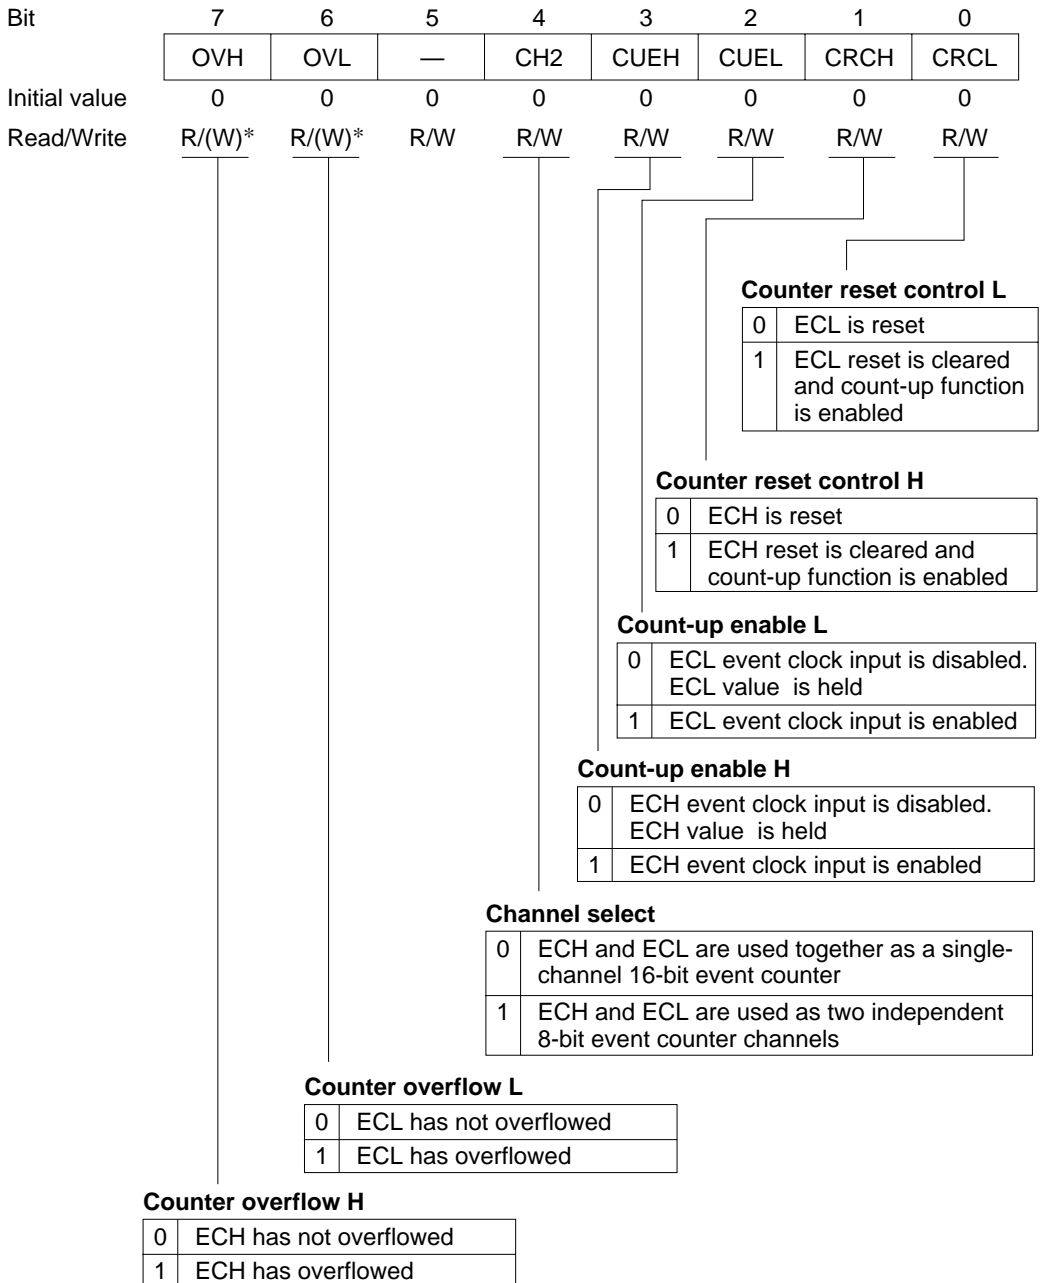 Bit 7 6 5 4 3 2 1 0
OVH OVL — CH2 CUEH CUEL CRCH CRCL
Initial value 0 0 0 0 0 0 0 0
Read/Write R/(W)* R/(W)* R/W R/W R/W R/W R/W R/W
Counter reset control L
0 ECL is reset
1 ECL reset is cleared
and count-up function
is enabled
Counter reset control H
0 ECH is reset
1 ECH reset is cleared and
count-up function is enabled
Count-up enable L
0 ECL event clock input is disabled.
ECL value is held
1 ECL event clock input is enabled
Count-up enable H
0 ECH event clock input is disabled.
ECH value is held
1 ECH event clock input is enabled
Channel select
0 ECH and ECL are used together as a single-
channel 16-bit event counter
1 ECH and ECL are used as two independent
8-bit event counter channels
Counter overflow L
0 ECL has not overflowed
1 ECL has overflowed
Counter overflow H
0 ECH has not overflowed
1 ECH has overflowed